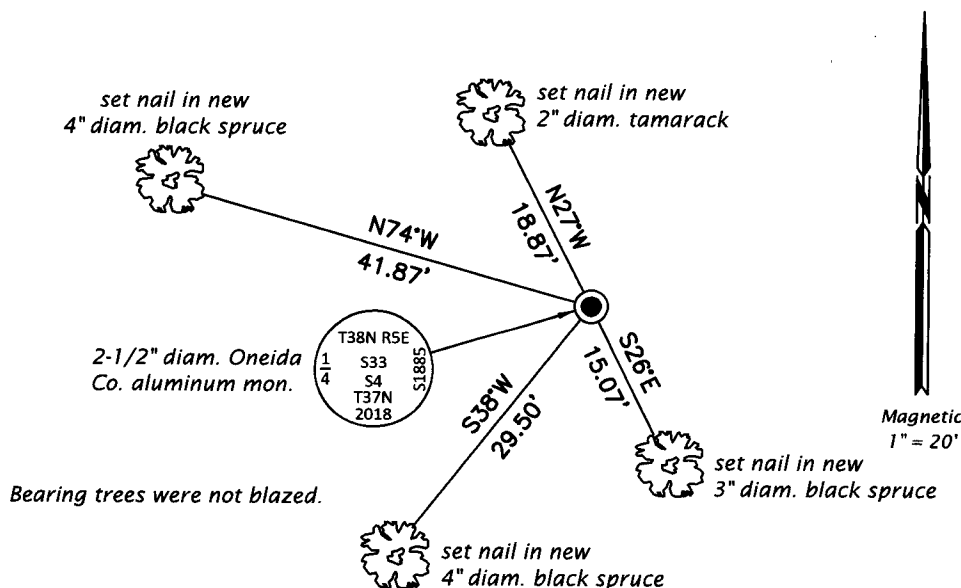 set nail in new
4" diam. black spruce
set nail in new
2" diam. tamarack
N27°W
18.87'
N74°W
41.87'
N
2-1/2" diam. Oneida
Co. aluminum mon.
T38N R5E
1/4
S33
S4
T37N
2018
S1885
S26°E
15.07'
S38°W
29.50'
Magnetic
1" = 20'
set nail in new
3" diam. black spruce
Bearing trees were not blazed.
set nail in new
4" diam. black spruce